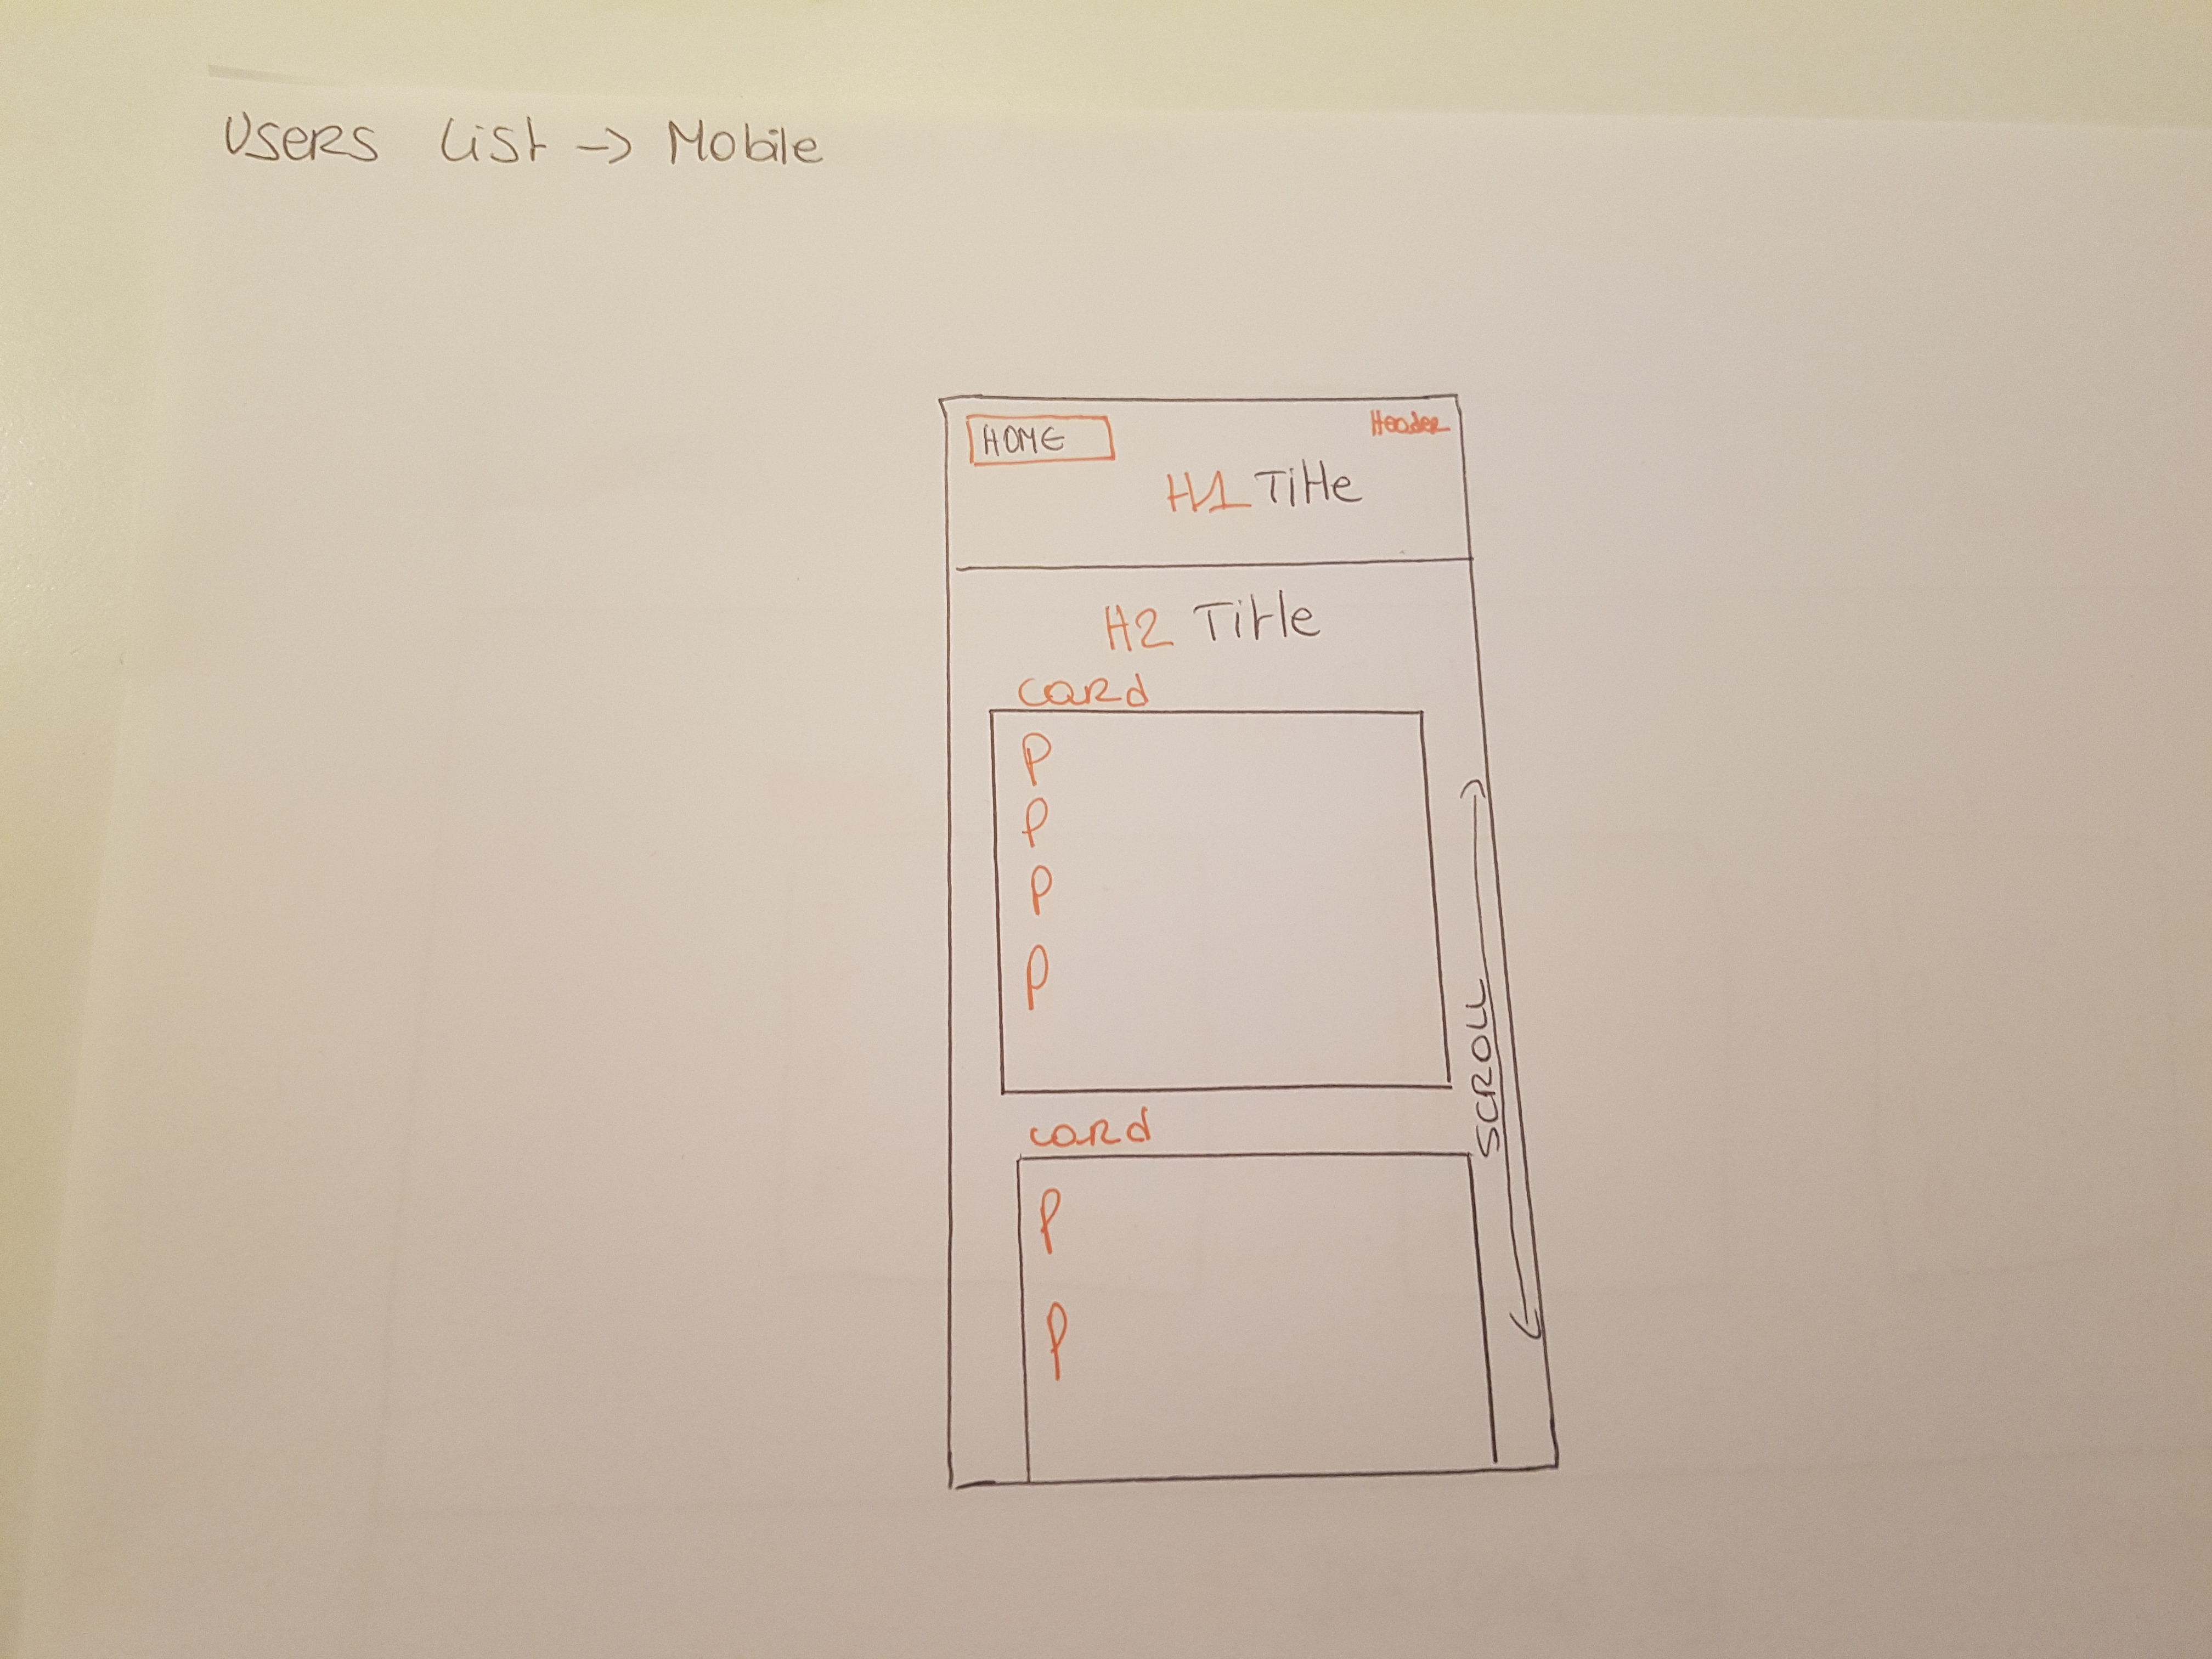 Users List -> Mobile
HOME
Header
H1 Title
H2 Title
card
P
P
P
P
SCROLL
card
P
P